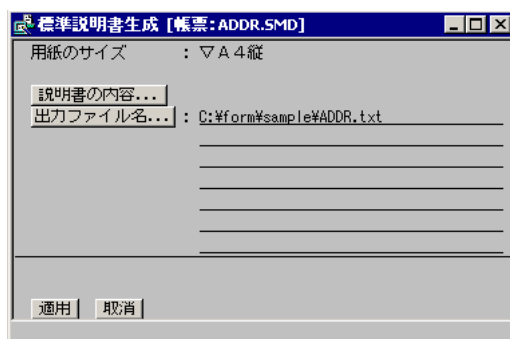 標準説明書生成 [帳票:ADDR.SMD]
用紙のサイズ : ▽A4縦
説明書の内容...
出力ファイル名... : C:¥form¥sample¥ADDR.txt
適用 取消